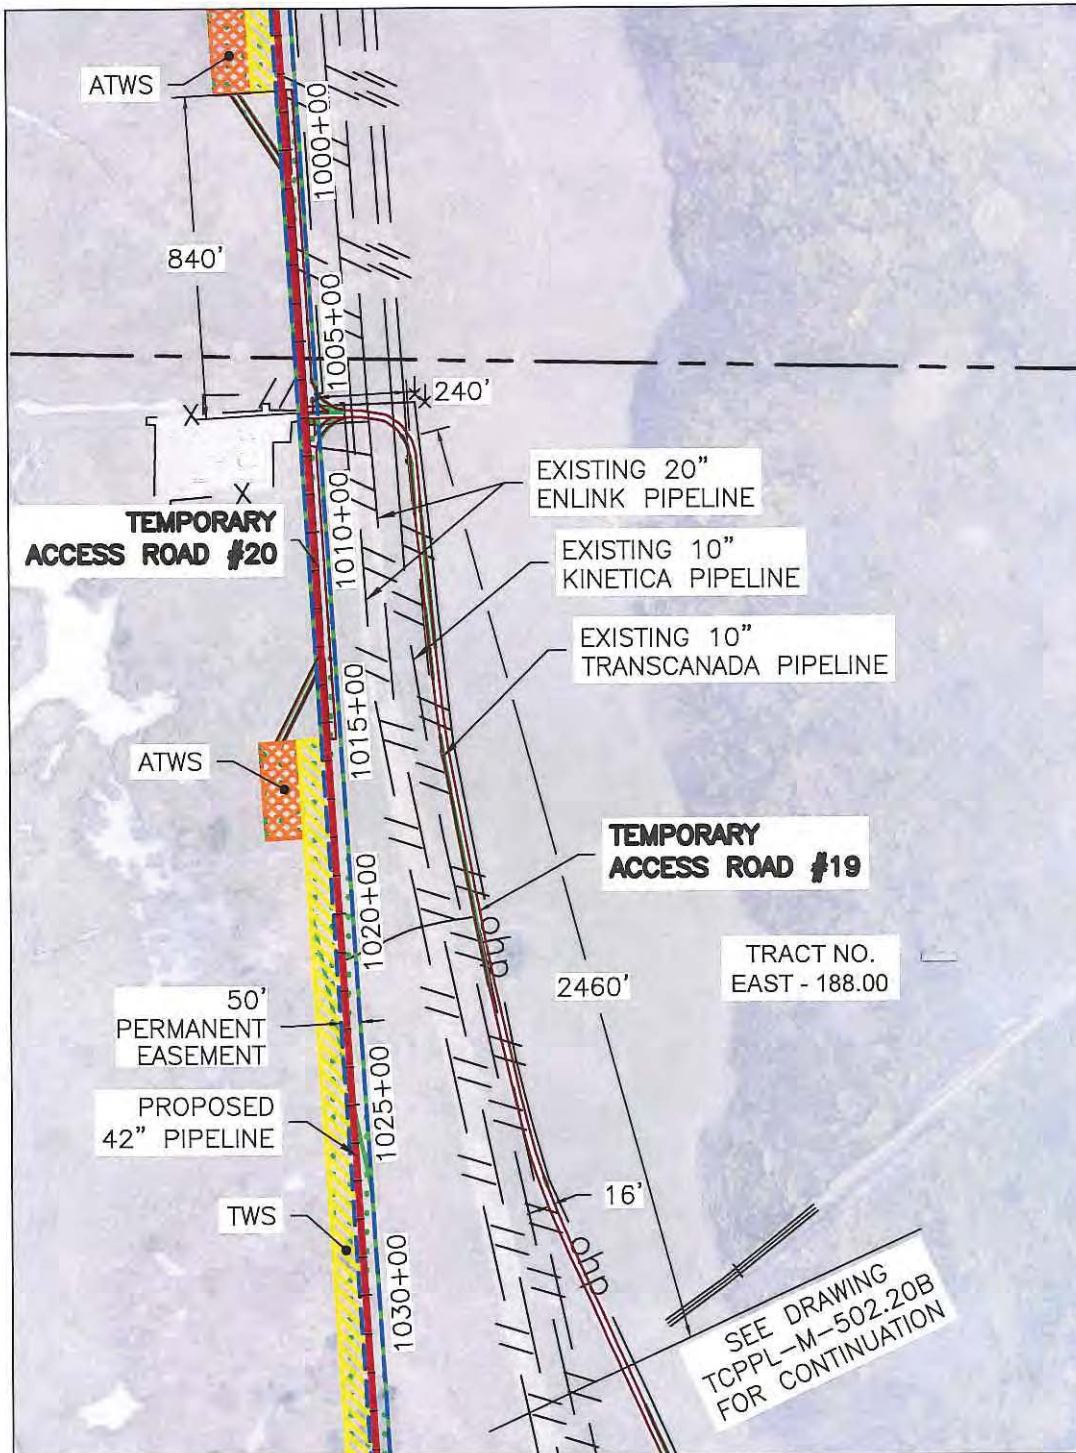 ATWS
1000+00
840'
1005+00
240'
EXISTING 20"
ENLINK PIPELINE
TEMPORARY
ACCESS ROAD #20
1010+00
EXISTING 10"
KINETICA PIPELINE
EXISTING 10"
TRANSCANADA PIPELINE
1015+00
ATWS
TEMPORARY
ACCESS ROAD #19
1020+00
ohp
TRACT NO.
EAST - 188.00
2460'
50'
PERMANENT
EASEMENT
1025+00
PROPOSED
42" PIPELINE
16'
TWS
ohp
1030+00
SEE DRAWING
TCPPL-M-502.20B
FOR CONTINUATION